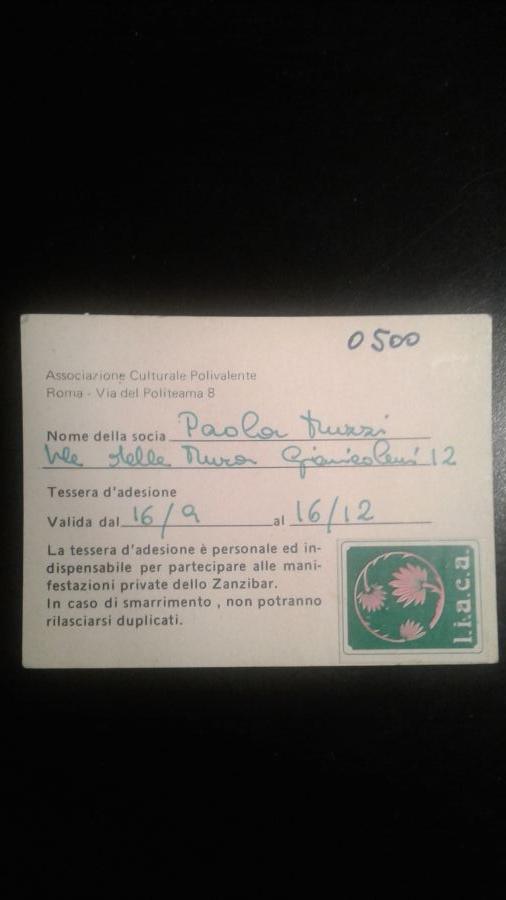 0500
Associazione Culturale Polivalente
Roma - Via del Politeama 8
Nome della socia Paola Muzzi
V.le delle Mura Gianicolensi 12
Tessera d'adesione
Valida dal 16/9 al 16/12
La tessera d'adesione è personale ed in-
dispensabile per partecipare alle mani-
festazioni private dello Zanzibar.
In caso di smarrimento , non potranno
rilasciarsi duplicati.
l.i.a.c.a.